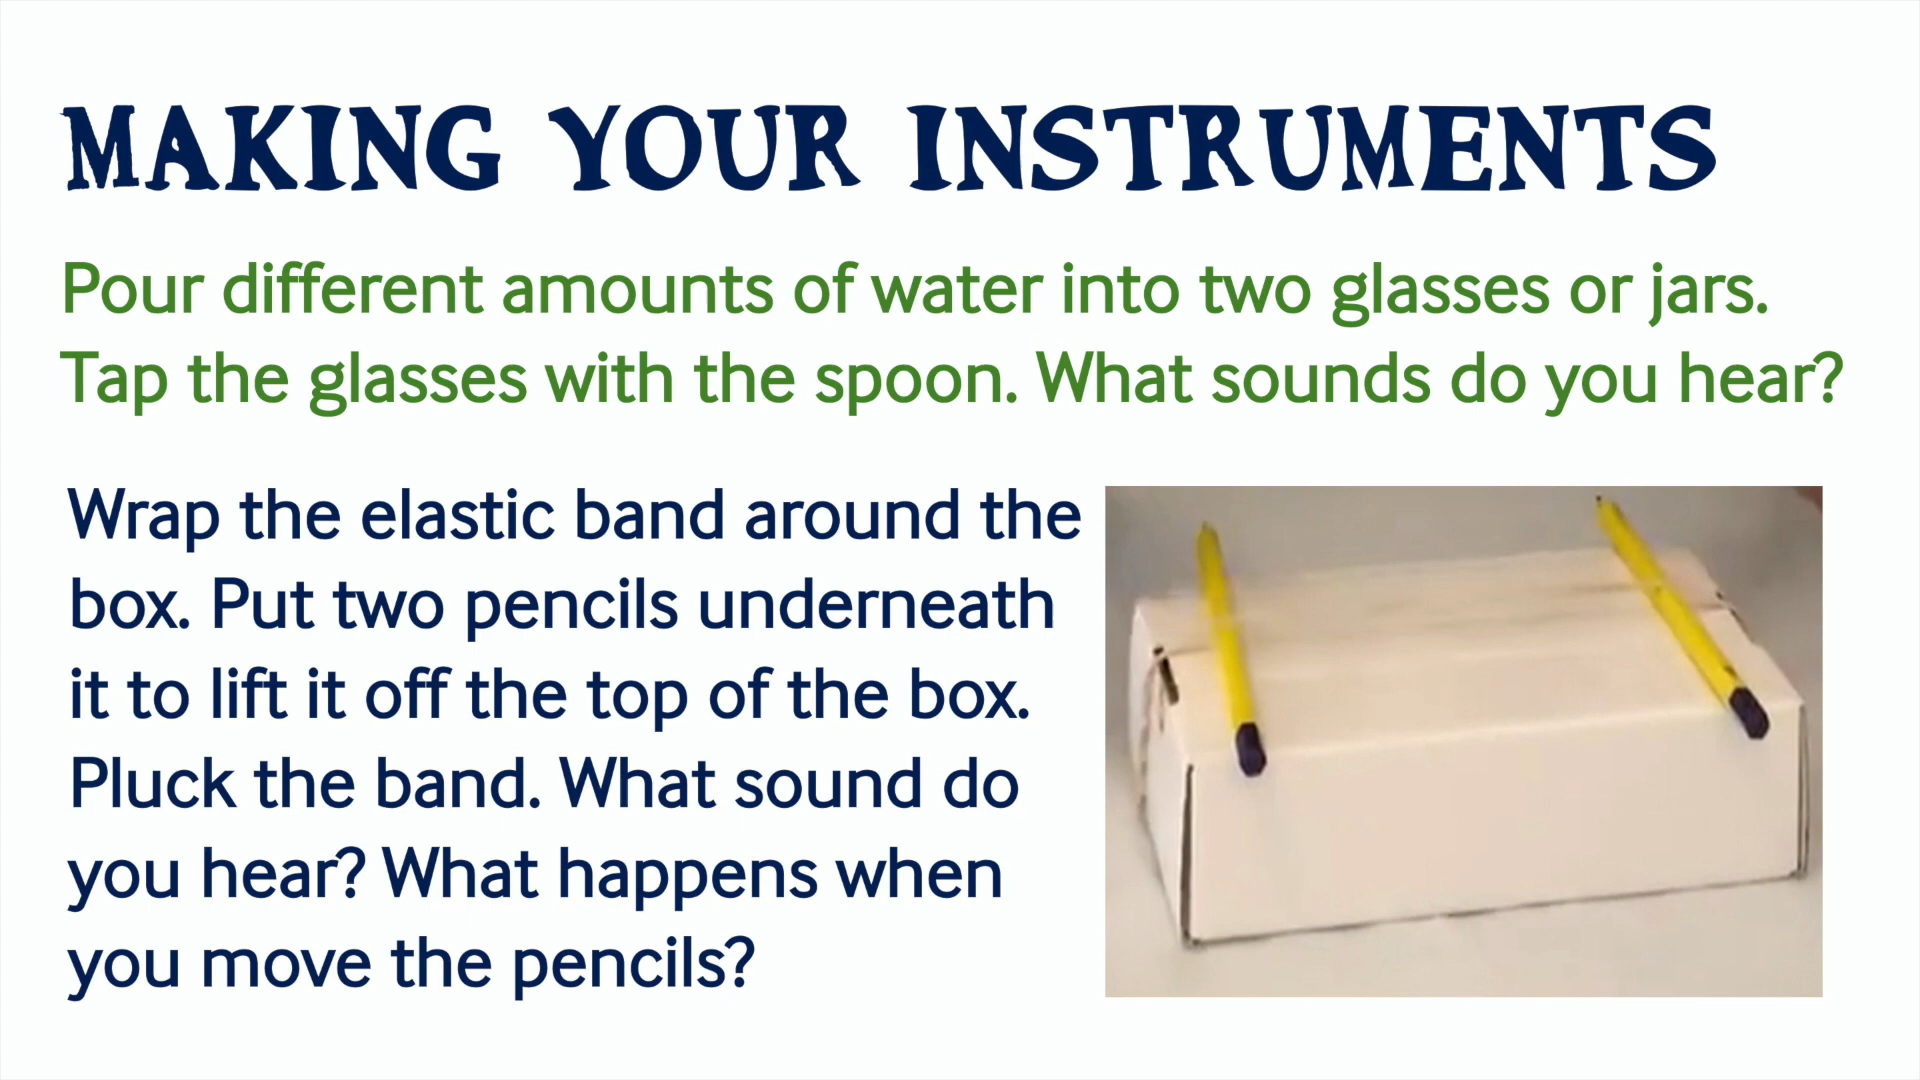 MAKING YOUR INSTRUMENTS
Pour different amounts of water into two glasses or jars.
Tap the glasses with the spoon. What sounds do you hear?
Wrap the elastic band around the
box. Put two pencils underneath
it to lift it off the top of the box.
Pluck the band. What sound do
you hear? What happens when
you move the pencils?